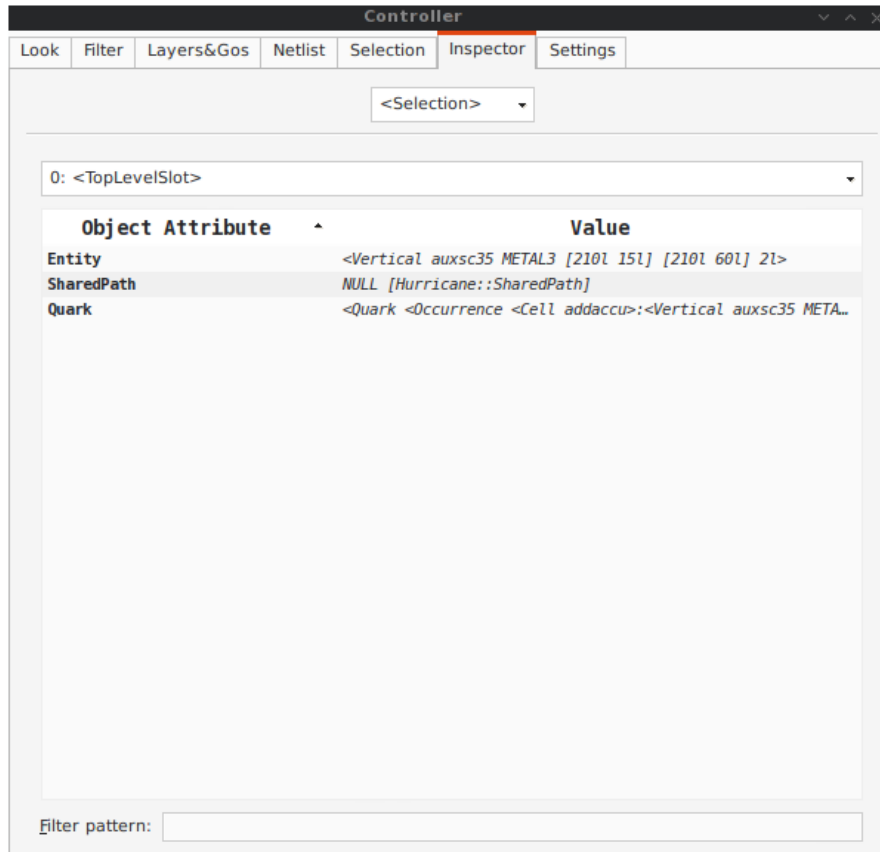 Controller
Look Filter Layers&Gos Netlist Selection Inspector Settings
<Selection>
0: <TopLevelSlot>
Object Attribute Value
Entity <Vertical auxsc35 METAL3 [210l 15l] [210l 60l] 2l>
SharedPath NULL [Hurricane::SharedPath]
Quark <Quark <Occurrence <Cell addaccu>:<Vertical auxsc35 META…
Filter pattern: